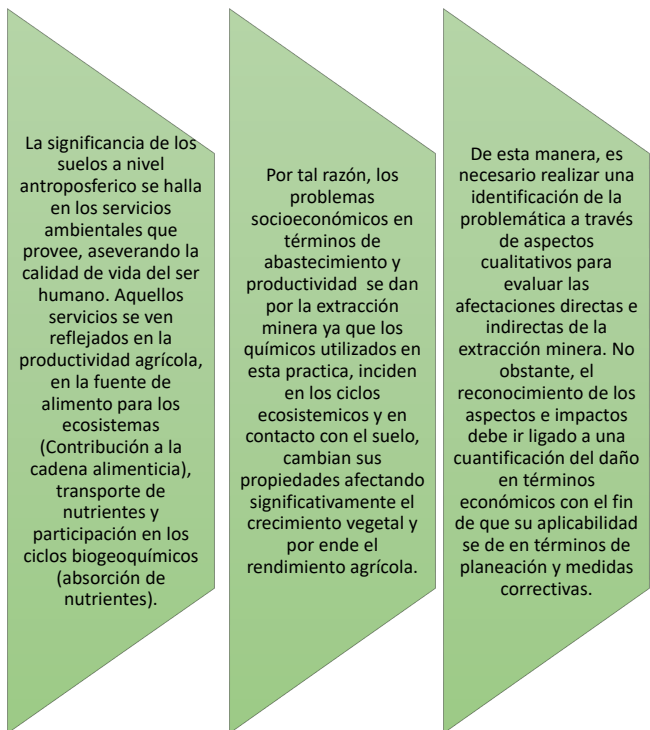 La significancia de los
suelos a nivel
antroposferico se halla
en los servicios
ambientales que
provee, aseverando la
calidad de vida del ser
humano. Aquellos
servicios se ven
reflejados en la
productividad agrícola,
en la fuente de
alimento para los
ecosistemas
(Contribución a la
cadena alimenticia),
transporte de
nutrientes y
participación en los
ciclos biogeoquímicos
(absorción de
nutrientes).
Por tal razón, los
problemas
socioeconómicos en
términos de
abastecimiento y
productividad se dan
por la extracción
minera ya que los
químicos utilizados en
esta practica, inciden
en los ciclos
ecosistemicos y en
contacto con el suelo,
cambian sus
propiedades afectando
significativamente el
crecimiento vegetal y
por ende el
rendimiento agrícola.
De esta manera, es
necesario realizar una
identificación de la
problemática a través
de aspectos
cualitativos para
evaluar las
afectaciones directas e
indirectas de la
extracción minera. No
obstante, el
reconocimiento de los
aspectos e impactos
debe ir ligado a una
cuantificación del daño
en términos
económicos con el fin
de que su aplicabilidad
se de en términos de
planeación y medidas
correctivas.